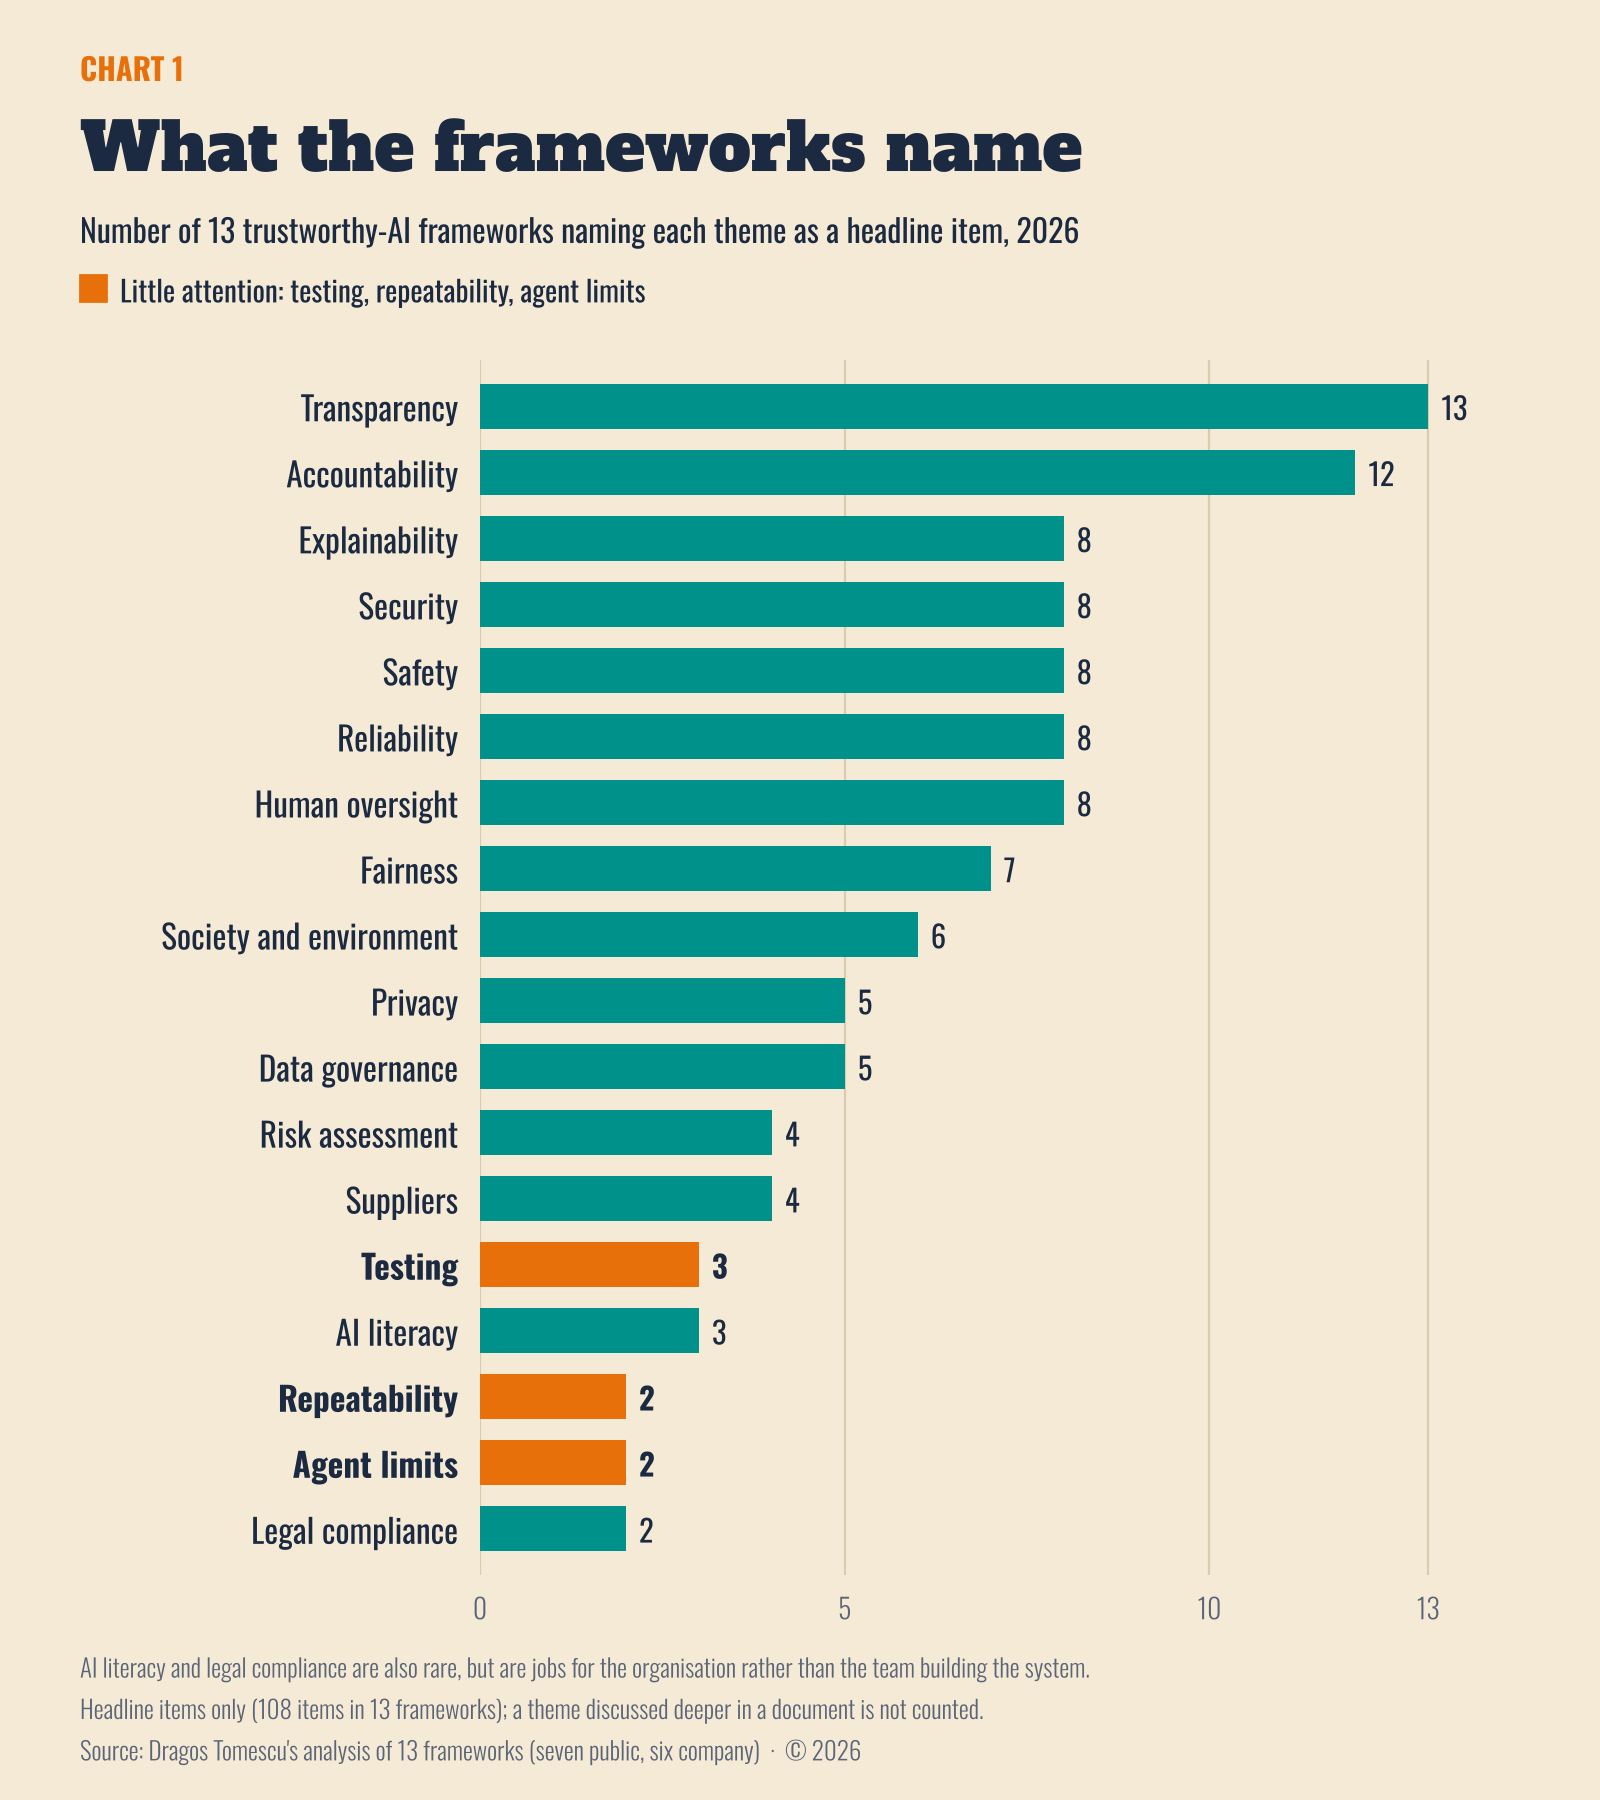 CHART 1
What the frameworks name
Number of 13 trustworthy-AI frameworks naming each theme as a headline item, 2026
Little attention: testing, repeatability, agent limits
Transparency 13
Accountability 12
Explainability 8
Security 8
Safety 8
Reliability 8
Human oversight 8
Fairness 7
Society and environment 6
Privacy 5
Data governance 5
Risk assessment 4
Suppliers 4
Testing 3
AI literacy 3
Repeatability 2
Agent limits 2
Legal compliance 2
0 5 10 13
AI literacy and legal compliance are also rare, but are jobs for the organisation rather than the team building the system.
Headline items only (108 items in 13 frameworks); a theme discussed deeper in a document is not counted.
Source: Dragos Tomescu's analysis of 13 frameworks (seven public, six company) · © 2026